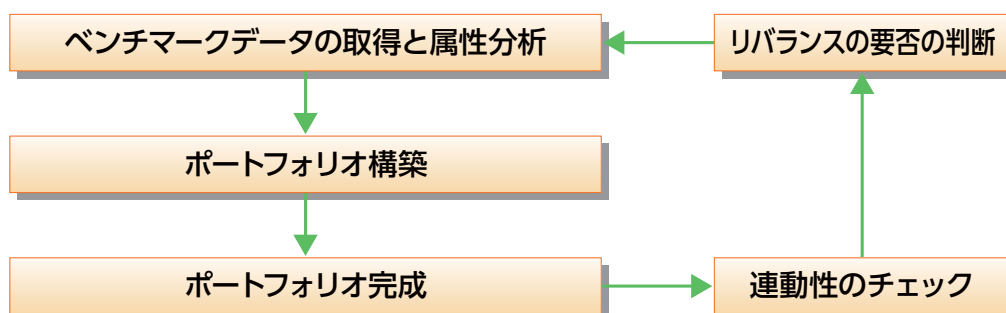 ベンチマークデータの取得と属性分析
リバランスの要否の判断
ポートフォリオ構築
ポートフォリオ完成
連動性のチェック